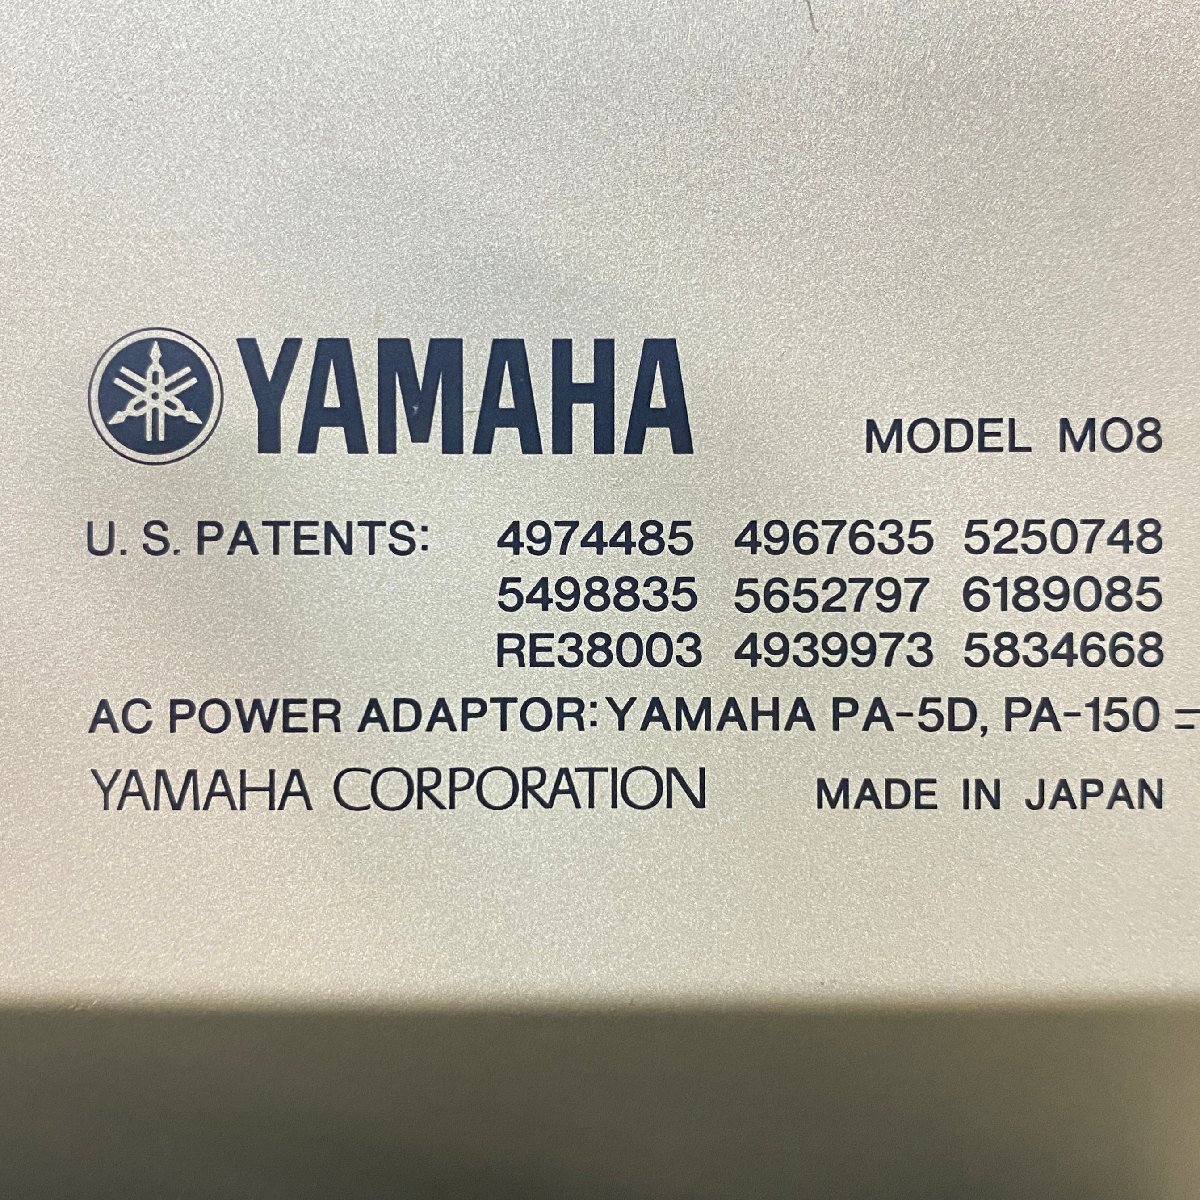 YAMAHA
MODEL MO8
U.S. PATENTS: 4974485 4967635 5250748
5498835 5652797 6189085
RE38003 4939973 5834668
AC POWER ADAPTOR: YAMAHA PA-5D, PA-150
YAMAHA CORPORATION MADE IN JAPAN